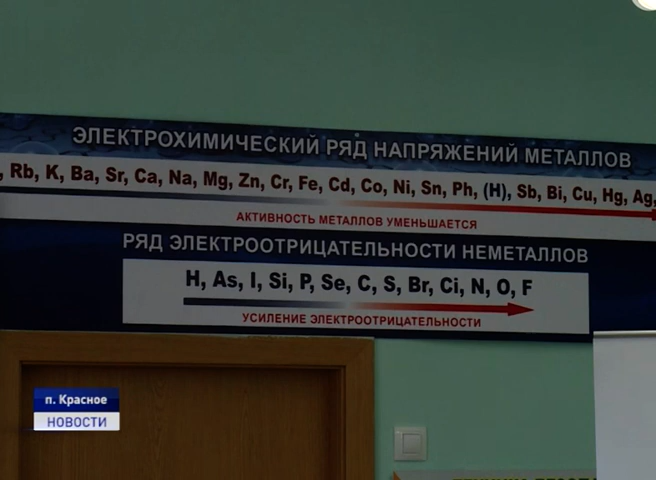 ЭЛЕКТРОХИМИЧЕСКИЙ РЯД НАПРЯЖЕНИЙ МЕТАЛЛОВ
, Rb, K, Ba, Sr, Ca, Na, Mg, Zn, Cr, Fe, Cd, Co, Ni, Sn, Ph, (H), Sb, Bi, Cu, Hg, Ag,
АКТИВНОСТЬ МЕТАЛЛОВ УМЕНЬШАЕТСЯ
РЯД ЭЛЕКТРООТРИЦАТЕЛЬНОСТИ НЕМЕТАЛЛОВ
H, As, I, Si, P, Se, C, S, Br, Ci, N, O, F
УСИЛЕНИЕ ЭЛЕКТРООТРИЦАТЕЛЬНОСТИ
п. Красное
НОВОСТИ